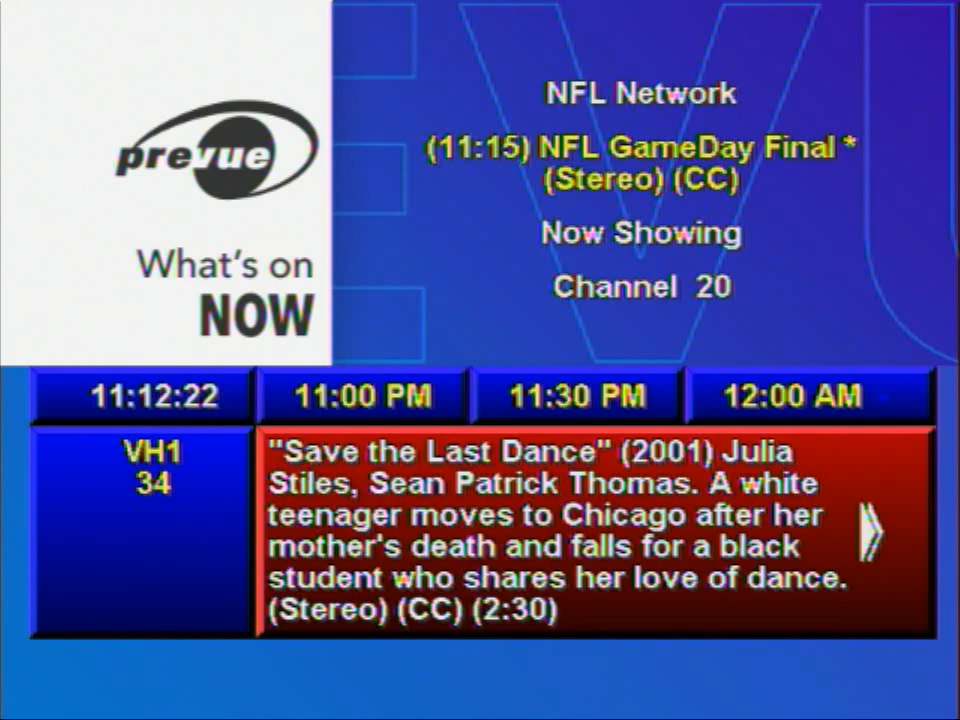 prevue
What's on
NOW
NFL Network
(11:15) NFL GameDay Final *
(Stereo) (CC)
Now Showing
Channel 20
11:12:22 11:00 PM 11:30 PM 12:00 AM
VH1
34
"Save the Last Dance" (2001) Julia
Stiles, Sean Patrick Thomas. A white
teenager moves to Chicago after her
mother's death and falls for a black
student who shares her love of dance.
(Stereo) (CC) (2:30)